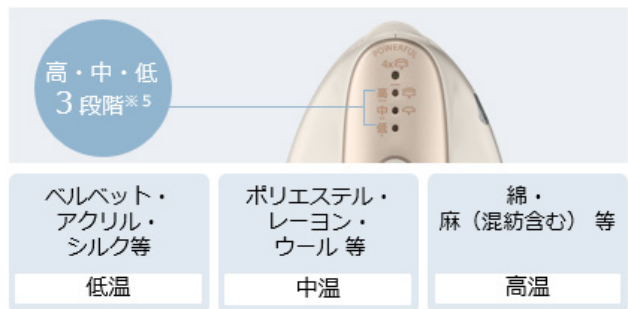 高・中・低
3段階※5
POWERFUL
4x
高
中
低
ベルベット・
アクリル・
シルク等
低温
ポリエステル・
レーヨン・
ウール 等
中温
綿・
麻（混紡含む） 等
高温